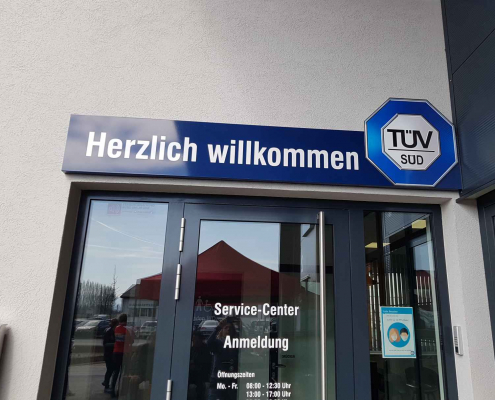 Herzlich willkommen
TÜV
SÜD
Service-Center
Anmeldung
Öffnungszeiten
Mo. - Fr. 08:00 - 12:30 Uhr
13:00 - 17:00 Uhr